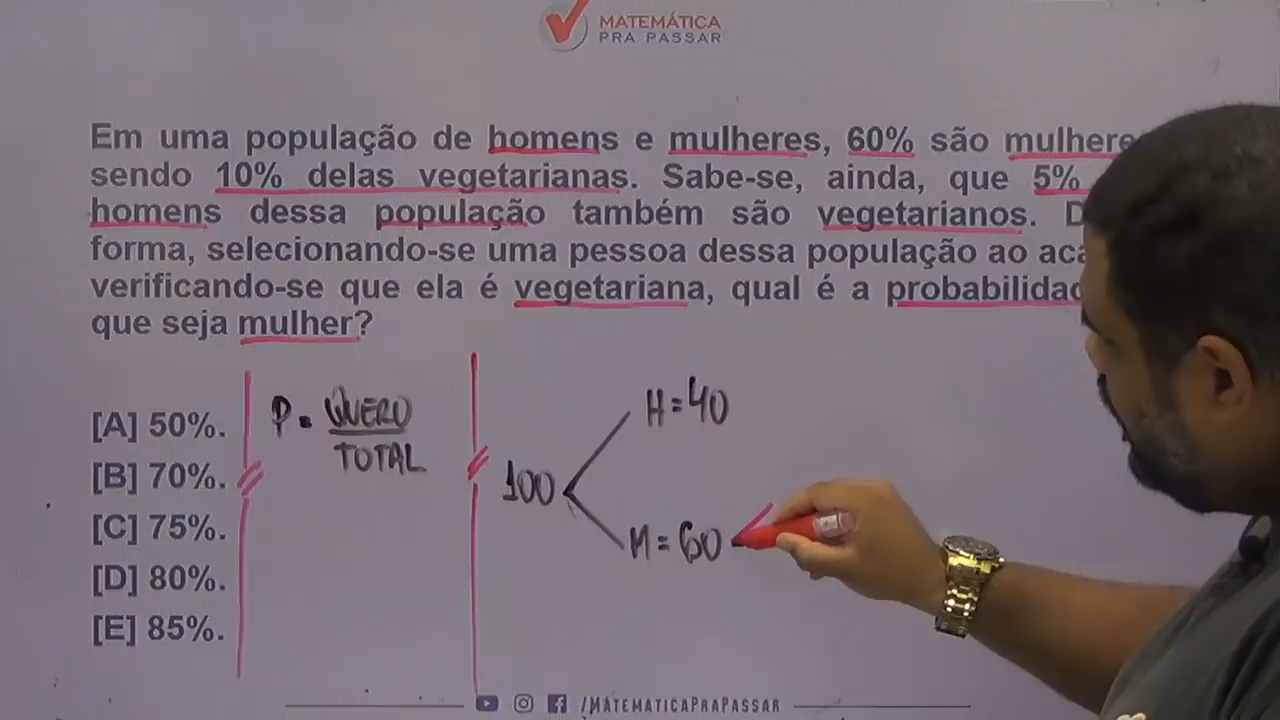 MATEMÁTICA
PRA PASSAR
Em uma população de homens e mulheres, 60% são mulhere
sendo 10% delas vegetarianas. Sabe-se, ainda, que 5%
homens dessa população também são vegetarianos. D
forma, selecionando-se uma pessoa dessa população ao aca
verificando-se que ela é vegetariana, qual é a probabilidad
que seja mulher?
[A] 50%.
[B] 70%.
[C] 75%.
[D] 80%.
[E] 85%.
P = QUERO
TOTAL
100
H = 40
M = 60
/MATEMATICAPRAPASSAR